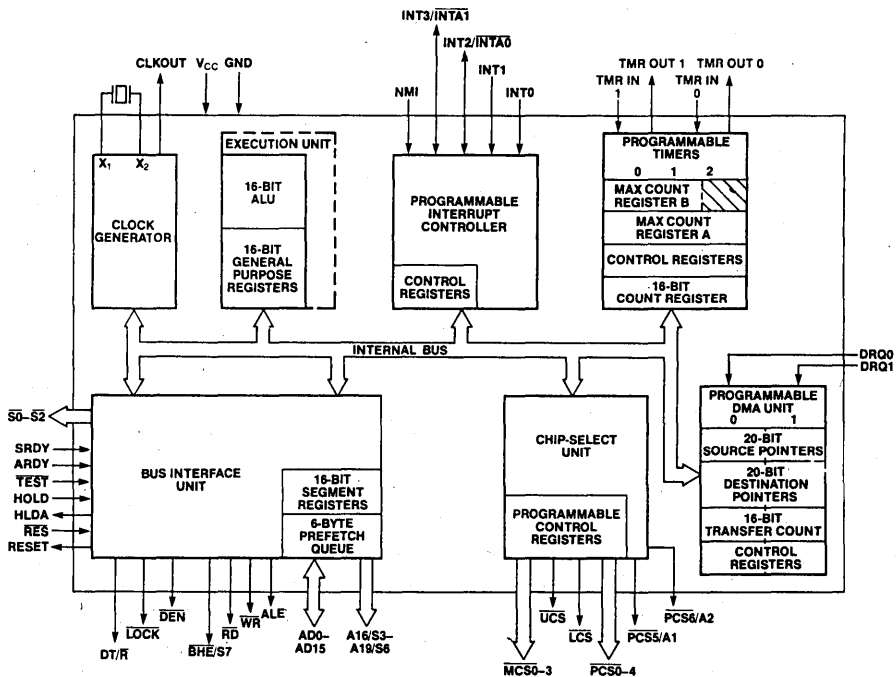 INT3/INTA1
INT2/INTA0
CLKOUT VCC GND
TMR OUT 1 TMR OUT 0
TMR IN TMR IN
1 0
NMI
INT1
INT0
X1 X2
CLOCK
GENERATOR
EXECUTION UNIT
16-BIT
ALU
16-BIT
GENERAL
PURPOSE
REGISTERS
PROGRAMMABLE
INTERRUPT
CONTROLLER
CONTROL
REGISTERS
PROGRAMMABLE
TIMERS
0 1 2
MAX COUNT
REGISTER B
MAX COUNT
REGISTER A
CONTROL REGISTERS
16-BIT
COUNT REGISTER
INTERNAL BUS
DRQ0
DRQ1
PROGRAMMABLE
DMA UNIT
0 1
20-BIT
SOURCE POINTERS
20-BIT
DESTINATION
POINTERS
16-BIT
TRANSFER COUNT
CONTROL
REGISTERS
S0-S2
SRDY
ARDY
TEST
HOLD
HLDA
RES
RESET
BUS INTERFACE
UNIT
16-BIT
SEGMENT
REGISTERS
6-BYTE
PREFETCH
QUEUE
CHIP-SELECT
UNIT
PROGRAMMABLE
CONTROL
REGISTERS
DT/R
LOCK
DEN
BHE/S7
RD
WR
ALE
AD0–
AD15
A16/S3–
A19/S6
MCS0-3
UCS
LCS
PCS0-4
PCS5/A1
PCS6/A2